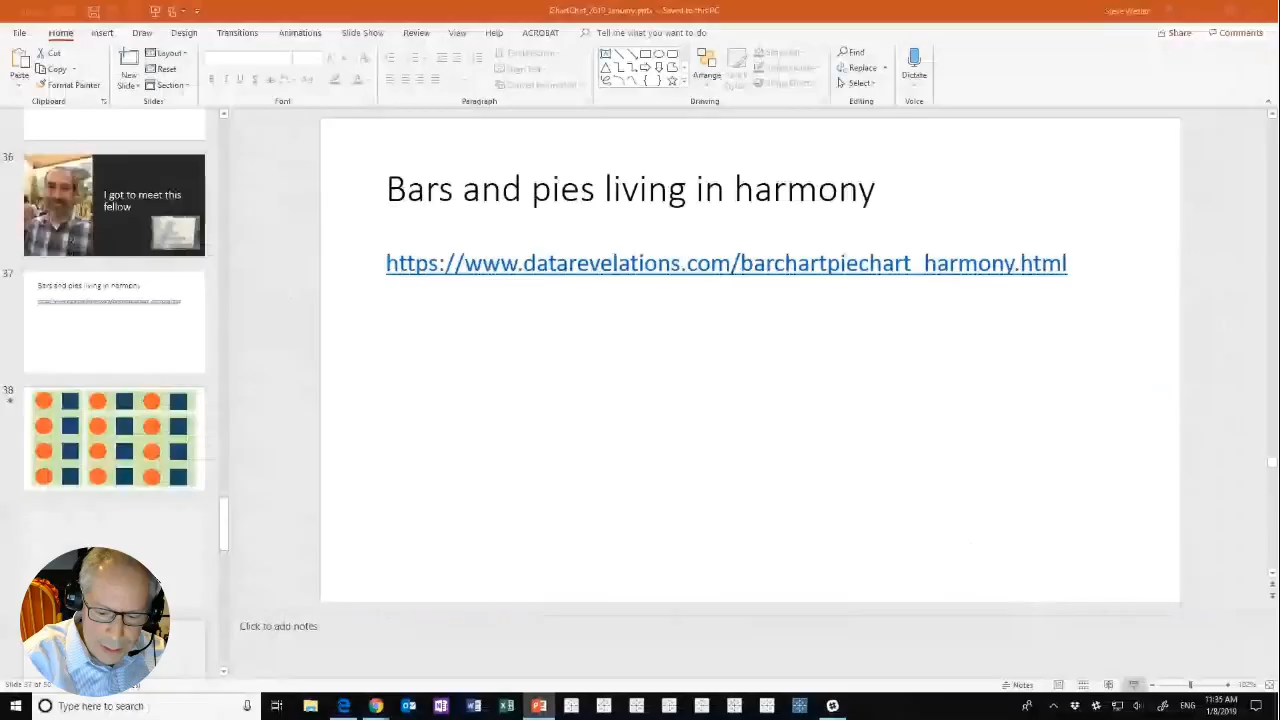 File Home Insert Draw Design Transitions Animations Slide Show Review View Help ACROBAT Tell me what you want to do Share Comments
Cut
Copy
Format Painter
Paste
Clipboard
New
Slide
Layout
Reset
Section
Slides
Font
Paragraph
Arrange
Drawing
Find
Replace
Select
Editing
Dictate
Voice
36
I got to meet this
fellow
37
Bars and pies living in harmony
38
Bars and pies living in harmony
https://www.datarevelations.com/barchartpiechart_harmony.html
Click to add notes
Notes
102%
Type here to search
ENG
11:35 AM
1/8/2019